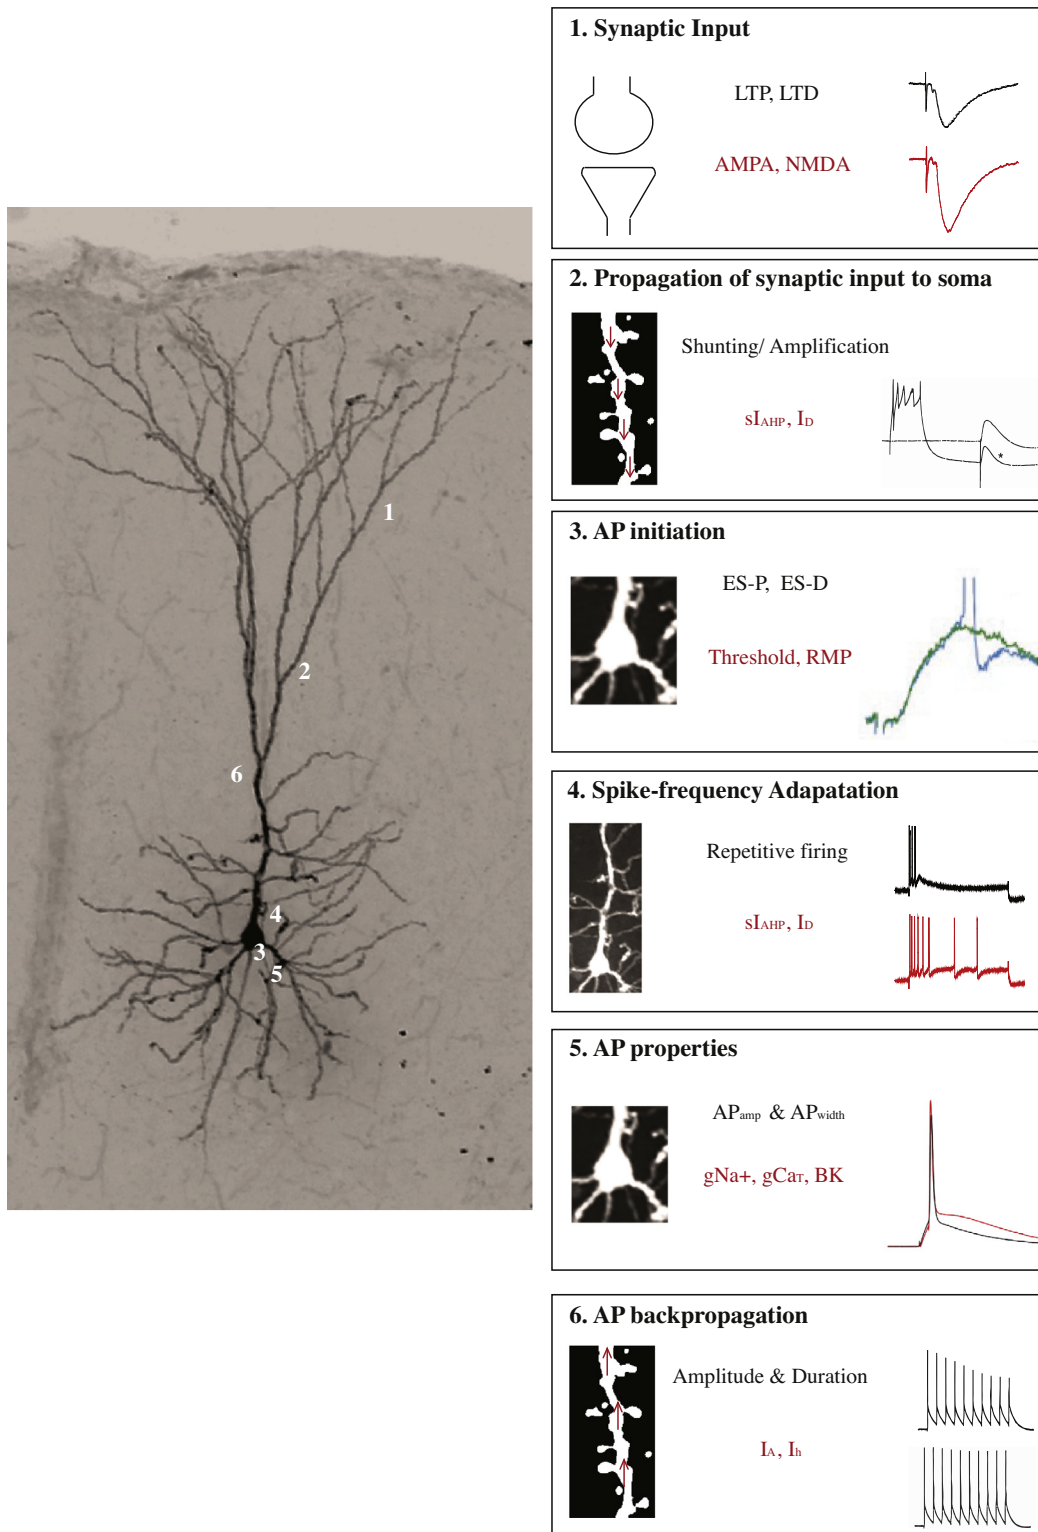 1. Synaptic Input
LTP, LTD
AMPA, NMDA
2. Propagation of synaptic input to soma
Shunting/ Amplification
sIAHP, ID
*
3. AP initiation
ES-P, ES-D
Threshold, RMP
4. Spike-frequency Adapatation
Repetitive firing
sIAHP, ID
5. AP properties
APamp & APwidth
gNa+, gCaT, BK
6. AP backpropagation
Amplitude & Duration
IA, Ih
1
2
6
4
3
5